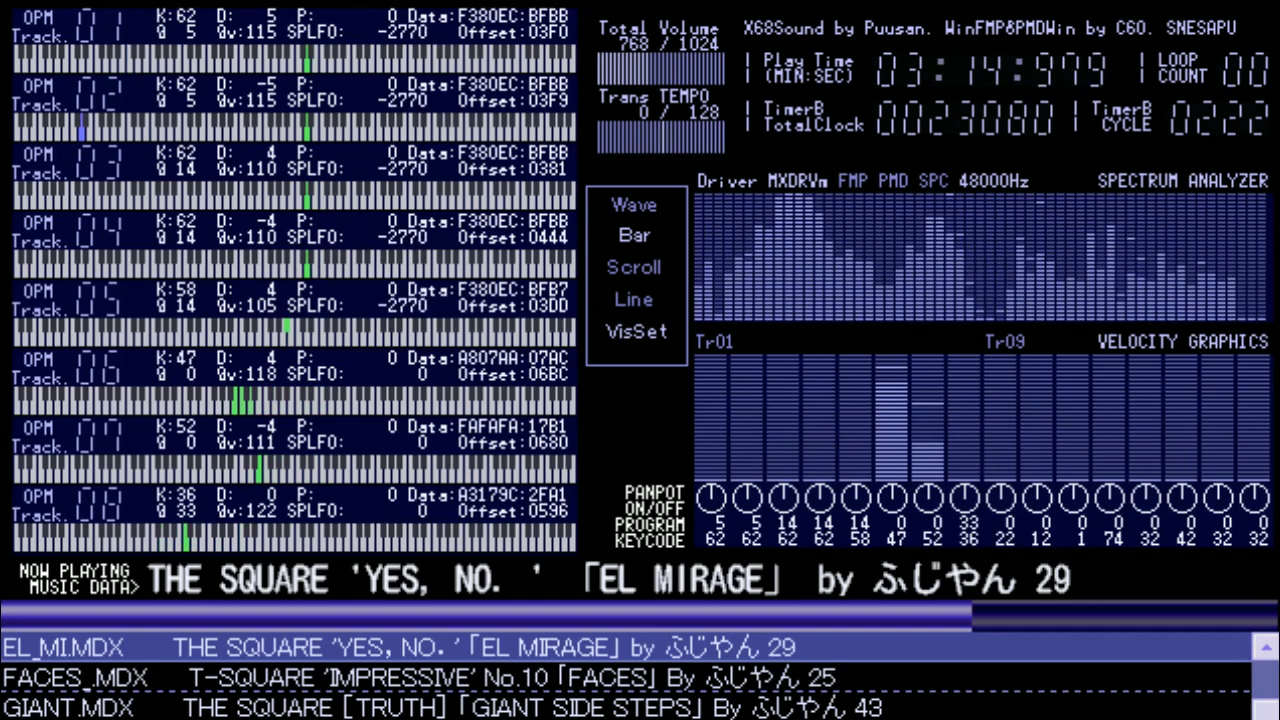 OPM Track. 01 K:62 D: 5 P: 0 Data:F380EC:BFBB
@ 5 @v:115 SPLFO: -2770 Offset:03F0
OPM Track. 02 K:62 D: -5 P: 0 Data:F380EC:BFBB
@ 5 @v:115 SPLFO: -2770 Offset:03F9
OPM Track. 03 K:62 D: 4 P: 0 Data:F380EC:BFBB
@ 14 @v:110 SPLFO: -2770 Offset:0381
OPM Track. 04 K:62 D: -4 P: 0 Data:F380EC:BFBB
@ 14 @v:110 SPLFO: -2770 Offset:0444
OPM Track. 05 K:58 D: 4 P: 0 Data:F380EC:BFB7
@ 14 @v:105 SPLFO: -2770 Offset:03DD
OPM Track. 06 K:47 D: 4 P: 0 Data:A807AA:07AC
@ 0 @v:118 SPLFO: 0 Offset:06BC
OPM Track. 07 K:52 D: -4 P: 0 Data:FAFAFA:17B1
@ 0 @v:111 SPLFO: 0 Offset:0680
OPM Track. 08 K:36 D: 0 P: 0 Data:A3179C:2FA1
@ 33 @v:122 SPLFO: 0 Offset:0596
Total Volume
768 / 1024
Trans TEMPO
0 / 128
X68Sound by Puusan. WinFMP&PMDWin by C60. SNESAPU
Play Time (MIN:SEC) 03:14:979 LOOP COUNT 00
TimerB TotalClock 0023080 TimerB CYCLE 0222
Driver MXDRVm FMP PMD SPC 48000Hz SPECTRUM ANALYZER
Wave
Bar
Scroll
Line
VisSet
Tr01 Tr09 VELOCITY GRAPHICS
PANPOT
ON/OFF
PROGRAM 5 5 14 14 14 0 0 33 0 0 0 0 0 0 0 0
KEYCODE 62 62 62 62 58 47 52 36 22 12 1 74 32 42 32 32
NOW PLAYING MUSIC DATA> THE SQUARE 'YES, NO. ' 「EL MIRAGE」 by ふじやん 29
EL_MI.MDX THE SQUARE 'YES, NO. '「EL MIRAGE」 by ふじやん 29
FACES_.MDX T-SQUARE 'IMPRESSIVE' No.10 「FACES」 By ふじやん 25
GIANT.MDX THE SQUARE [TRUTH] 「GIANT SIDE STEPS」 By ふじやん 43